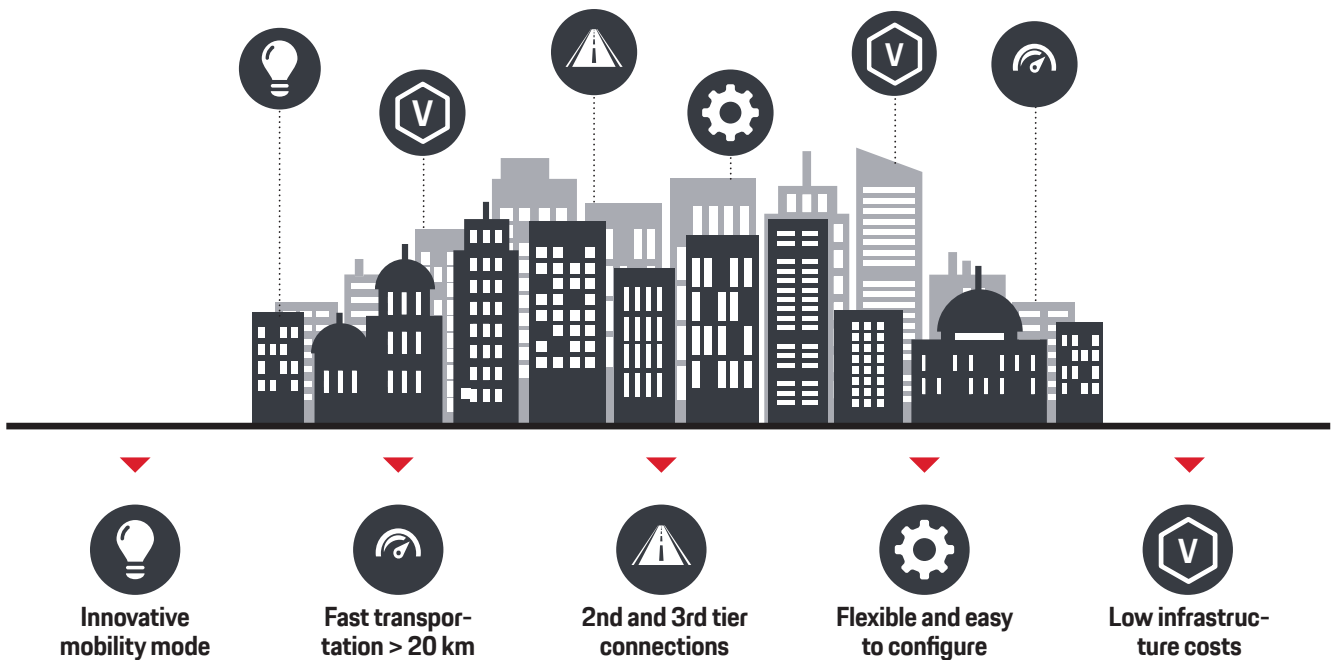 V
V
V
Innovative
mobility mode
Fast transpor-
tation > 20 km
2nd and 3rd tier
connections
Flexible and easy
to configure
Low infrastruc-
ture costs